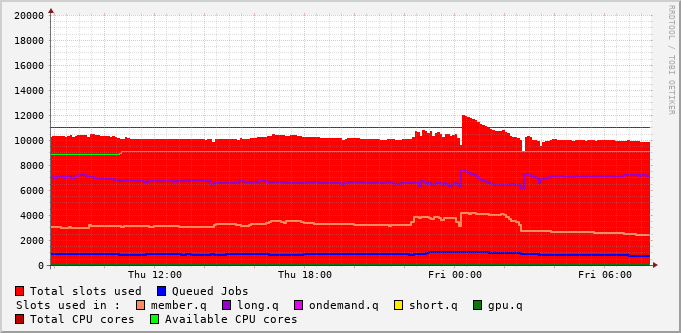 20000
18000
16000
14000
12000
10000
8000
6000
4000
2000
0
Thu 12:00 Thu 18:00 Fri 00:00 Fri 06:00
RRDTOOL / TOBI OETIKER
Total slots used Queued Jobs
Slots used in : member.q long.q ondemand.q short.q gpu.q
Total CPU cores Available CPU cores